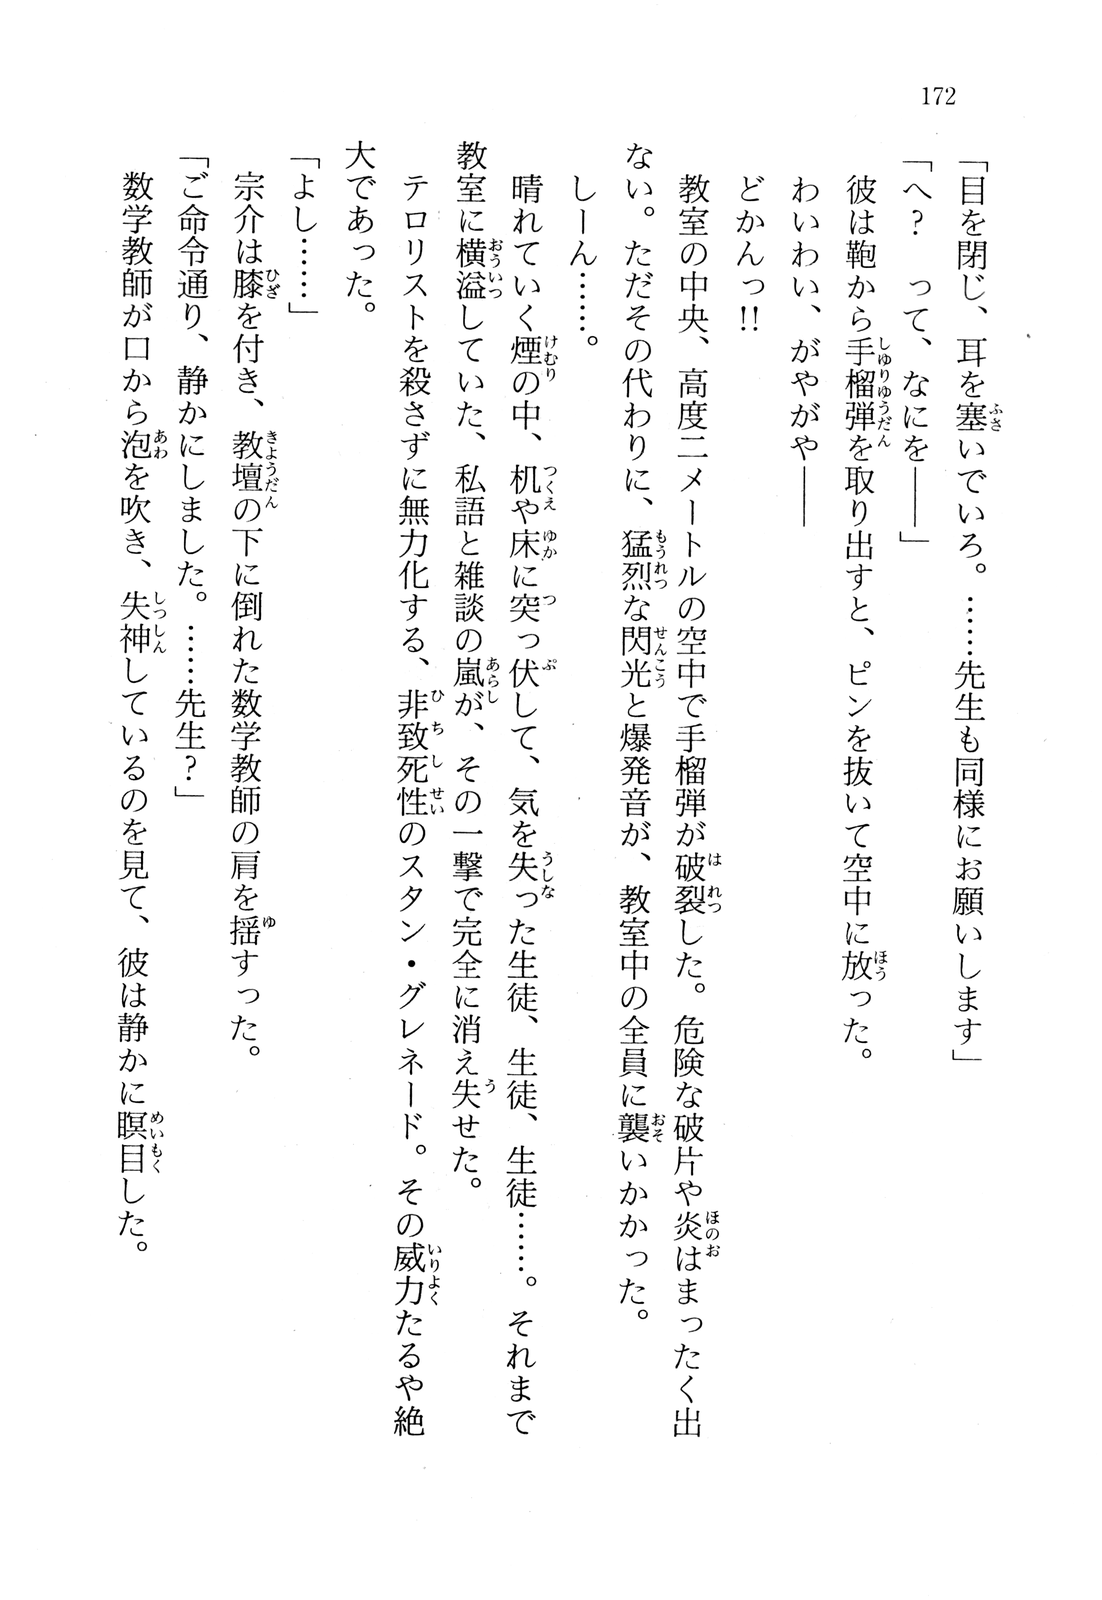 172
「目を閉じ、耳を塞いでいろ。……先生も同様にお願いします」
「へ？　って、なにを――」
彼は鞄から手榴弾を取り出すと、ピンを抜いて空中に放った。
わいわい、がやがや――
どかんっ!!
教室の中央、高度二メートルの空中で手榴弾が破裂した。危険な破片や炎はまったく出
ない。ただその代わりに、猛烈な閃光と爆発音が、教室中の全員に襲いかかった。
しーん……。
晴れていく煙の中、机や床に突っ伏して、気を失った生徒、生徒、生徒……。それまで
教室に横溢していた、私語と雑談の嵐が、その一撃で完全に消え失せた。
テロリストを殺さずに無力化する、非致死性のスタン・グレネード。その威力たるや絶
大であった。
「よし……」
宗介は膝を付き、教壇の下に倒れた数学教師の肩を揺すった。
「ご命令通り、静かにしました。……先生？」
数学教師が口から泡を吹き、失神しているのを見て、彼は静かに瞑目した。